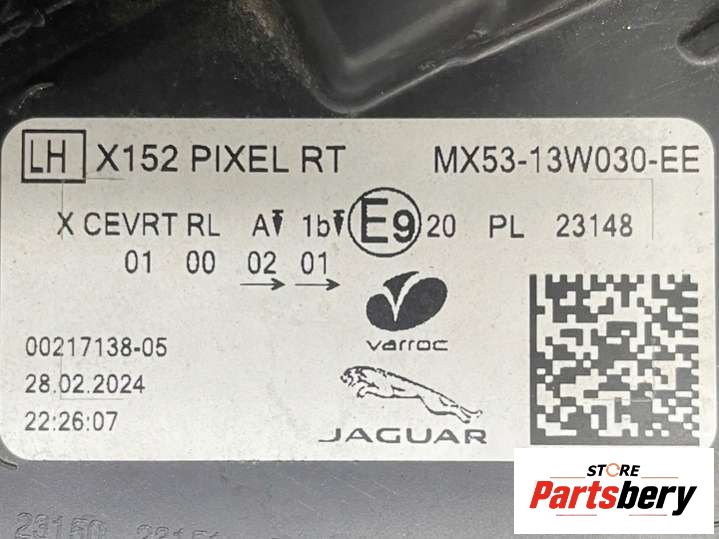 LH X152 PIXEL RT MX53-13W030-EE
X CEVRT RL A 1b E9 20 PL 23148
01 00 02 01
varroc
00217138-05
28.02.2024
22:26:07
JAGUAR
STORE
Partsbery